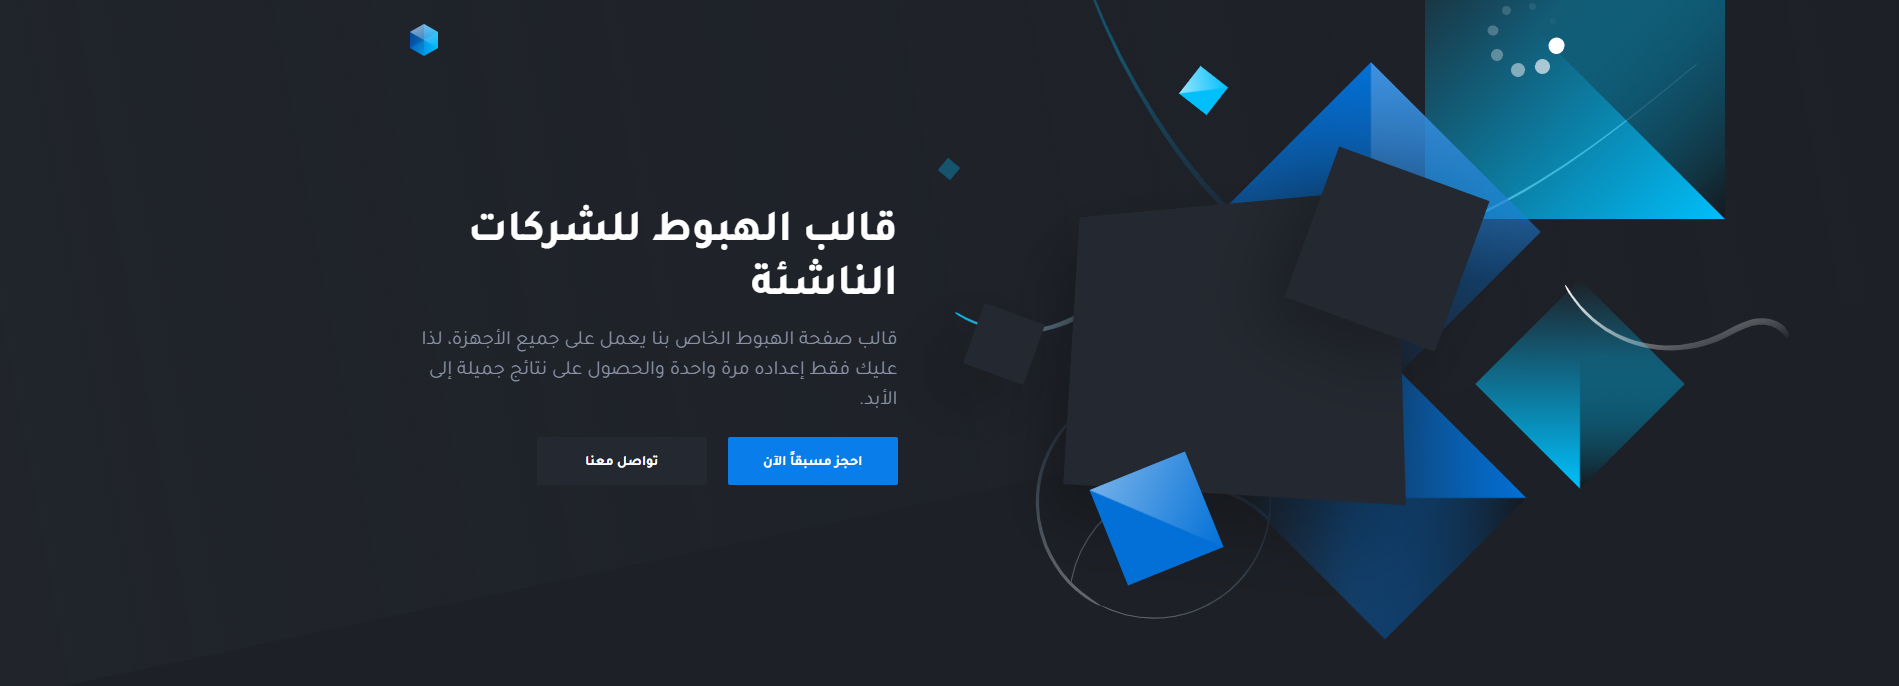 قالب الهبوط للشركات
الناشئة
قالب صفحة الهبوط الخاص بنا يعمل على جميع الأجهزة، لذا
عليك فقط إعداده مرة واحدة والحصول على نتائج جميلة إلى
الأبد.
احجز مسبقاً الآن
تواصل معنا